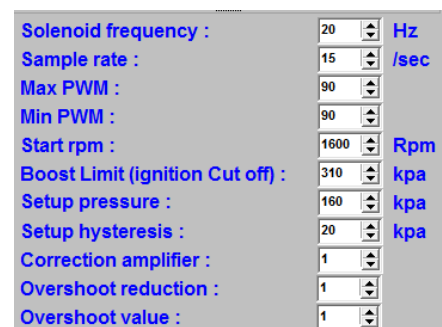 Solenoid frequency : 20 Hz
Sample rate : 15 /sec
Max PWM : 90
Min PWM : 90
Start rpm : 1600 Rpm
Boost Limit (ignition Cut off) : 310 kpa
Setup pressure : 160 kpa
Setup hysteresis : 20 kpa
Correction amplifier : 1
Overshoot reduction : 1
Overshoot value : 1